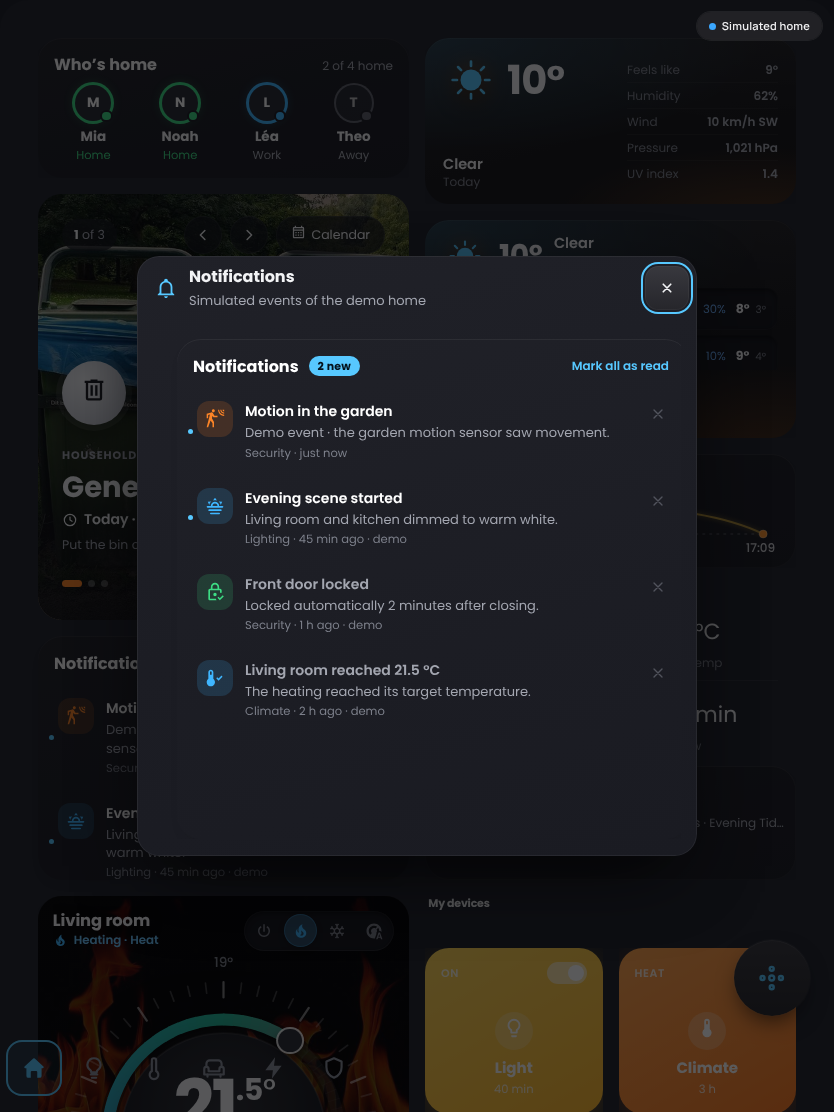 Simulated home
Who's home
2 of 4 home
M
N
L
T
Mia
Noah
Léa
Theo
Home
Home
Work
Away
10°
Clear
Today
Feels like 9°
Humidity 62%
Wind 10 km/h SW
Pressure 1,021 hPa
UV index 1.4
1 of 3
Calendar
10°
Clear
30% 8° 3°
10% 9° 4°
17:09
HOUSEHOLD
Today ·
Notifications
Simulated events of the demo home
Notifications
2 new
Mark all as read
Motion in the garden
Demo event · the garden motion sensor saw movement.
Security · just now
Evening scene started
Living room and kitchen dimmed to warm white.
Lighting · 45 min ago · demo
Front door locked
Locked automatically 2 minutes after closing.
Security · 1 h ago · demo
Living room reached 21.5 °C
The heating reached its target temperature.
Climate · 2 h ago · demo
Put the bin
°C
min
· Evening Tid...
Lighting · 45 min ago · demo
Living room
Heating · Heat
19°
21.5°
My devices
ON
Light
40 min
HEAT
Climate
3 h